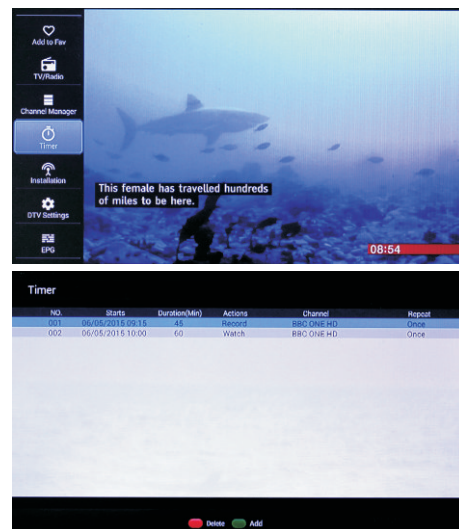 Add to Fav
TV/Radio
Channel Manager
Timer
Installation
DTV Settings
EPG
This female has travelled hundreds
of miles to be here.
08:54
Timer
NO. Starts Duration(Min) Actions Channel Repeat
001 06/05/2015 09:15 45 Record BBC ONE HD Once
002 06/05/2015 10:00 60 Watch BBC ONE HD Once
Delete Add